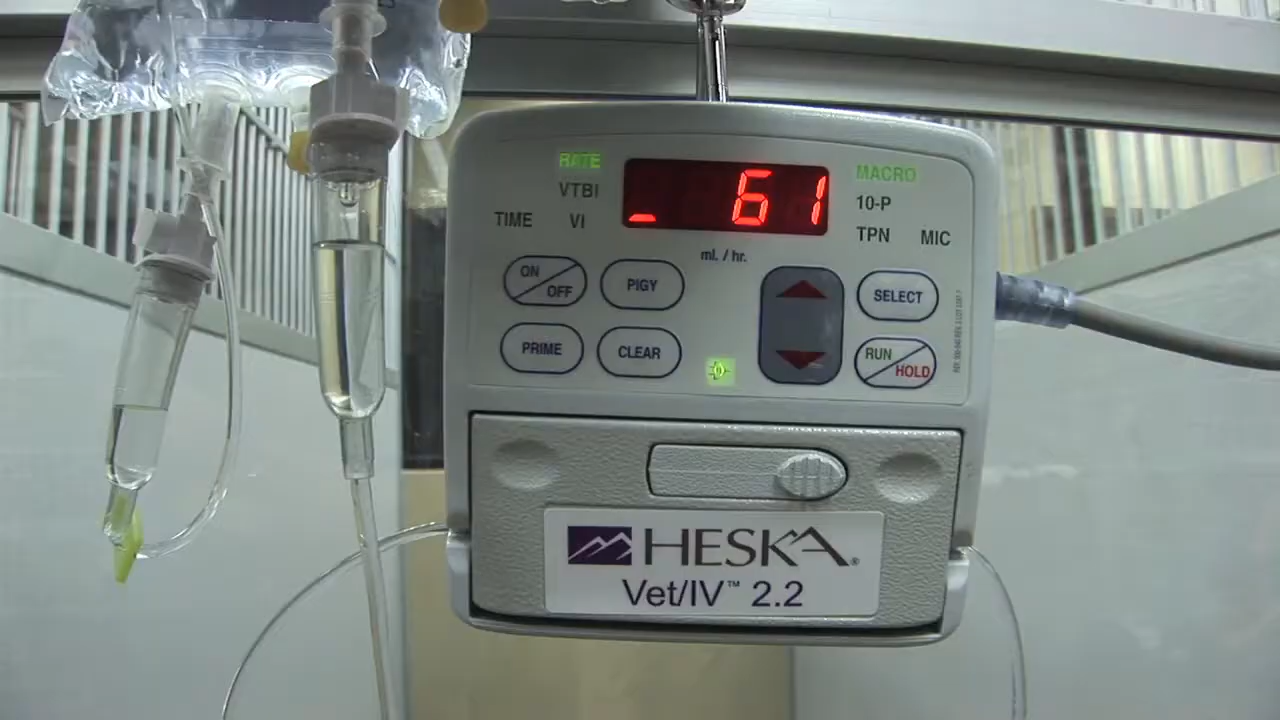 RATE
VTBI
TIME VI
_ 61
ml. / hr.
MACRO
10-P
TPN MIC
ON
OFF
PIGY
SELECT
PRIME
CLEAR
RUN
HOLD
HESKA®
Vet/IV™ 2.2